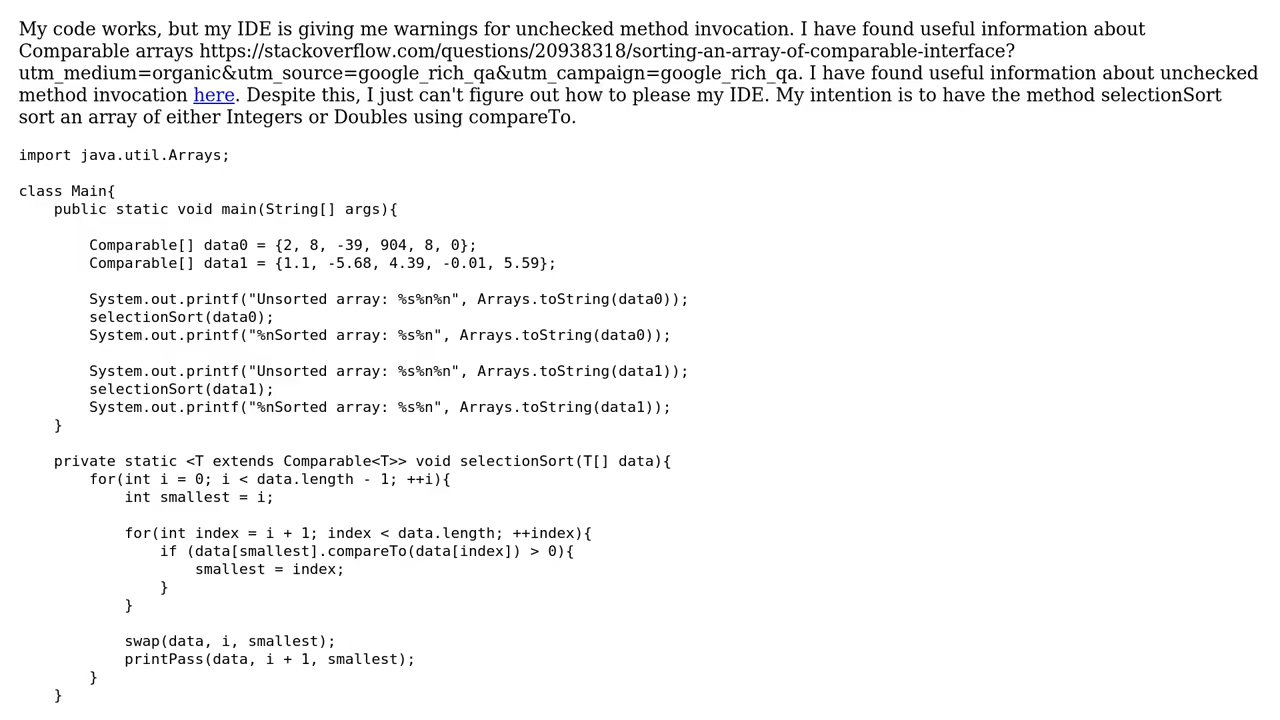 My code works, but my IDE is giving me warnings for unchecked method invocation. I have found useful information about
Comparable arrays https://stackoverflow.com/questions/20938318/sorting-an-array-of-comparable-interface?
utm_medium=organic&utm_source=google_rich_qa&utm_campaign=google_rich_qa. I have found useful information about unchecked
method invocation here. Despite this, I just can't figure out how to please my IDE. My intention is to have the method selectionSort
sort an array of either Integers or Doubles using compareTo.
import java.util.Arrays;
class Main{
    public static void main(String[] args){
        Comparable[] data0 = {2, 8, -39, 904, 8, 0};
        Comparable[] data1 = {1.1, -5.68, 4.39, -0.01, 5.59};
        System.out.printf("Unsorted array: %s%n%n", Arrays.toString(data0));
        selectionSort(data0);
        System.out.printf("%nSorted array: %s%n", Arrays.toString(data0));
        System.out.printf("Unsorted array: %s%n%n", Arrays.toString(data1));
        selectionSort(data1);
        System.out.printf("%nSorted array: %s%n", Arrays.toString(data1));
    }
    private static <T extends Comparable<T>> void selectionSort(T[] data){
        for(int i = 0; i < data.length - 1; ++i){
            int smallest = i;
            for(int index = i + 1; index < data.length; ++index){
                if (data[smallest].compareTo(data[index]) > 0){
                    smallest = index;
                }
            }
            swap(data, i, smallest);
            printPass(data, i + 1, smallest);
        }
    }